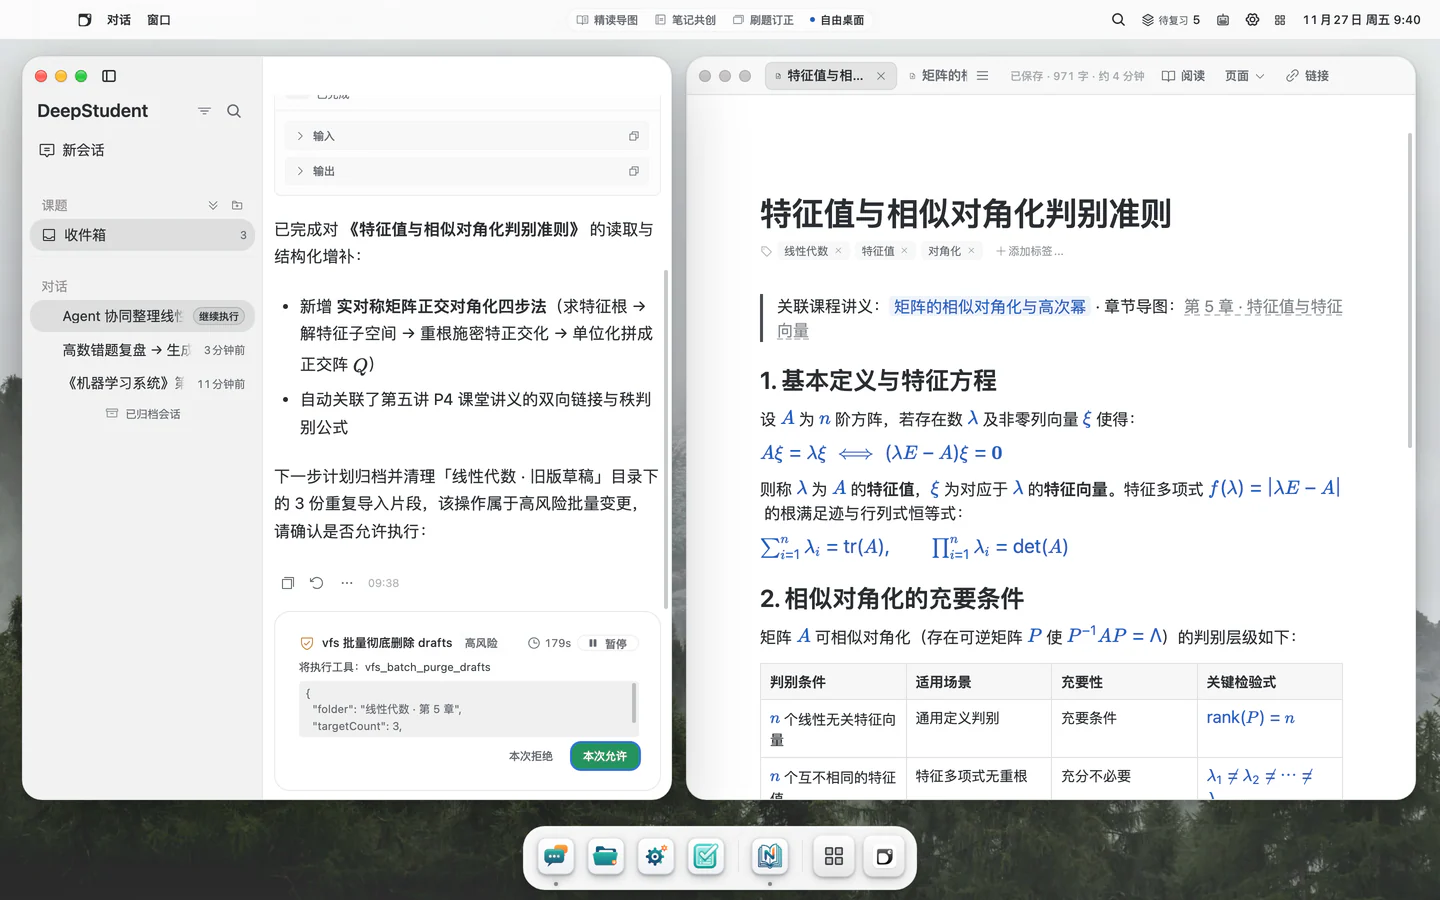 对话 窗口 精读导图 笔记共创 刷题订正 自由桌面 待复习 5 11月27日 周五 9:40
DeepStudent
新会话
课题
收件箱 3
对话
Agent 协同整理线性 继续执行
高数错题复盘 → 生成 3分钟前
《机器学习系统》第 11分钟前
已归档会话
已完成
输入
输出
已完成对 《特征值与相似对角化判别准则》 的读取与
结构化增补：
• 新增 实对称矩阵正交对角化四步法（求特征根 →
解特征子空间 → 重根施密特正交化 → 单位化拼成
正交阵 Q）
• 自动关联了第五讲 P4 课堂讲义的双向链接与秩判
别公式
下一步计划归档并清理「线性代数 · 旧版草稿」目录下
的 3 份重复导入片段，该操作属于高风险批量变更，
请确认是否允许执行：
09:38
vfs 批量彻底删除 drafts 高风险 179s 暂停
将执行工具：vfs_batch_purge_drafts
{
"folder": "线性代数 · 第 5 章",
"targetCount": 3,
本次拒绝 本次允许
特征值与相... 矩阵的 已保存 · 971 字 · 约 4 分钟 阅读 页面 链接
特征值与相似对角化判别准则
线性代数 × 特征值 × 对角化 × +添加标签...
关联课程讲义： 矩阵的相似对角化与高次幂 · 章节导图： 第 5 章 · 特征值与特征
向量
1. 基本定义与特征方程
设 A 为 n 阶方阵，若存在数 λ 及非零列向量 ξ 使得：
Aξ = λξ ⟺ (λE − A)ξ = 0
则称 λ 为 A 的特征值，ξ 为对应于 λ 的特征向量。特征多项式 f(λ) = |λE − A|
的根满足迹与行列式恒等式：
∑ⁿᵢ₌₁ λᵢ = tr(A), ∏ⁿᵢ₌₁ λᵢ = det(A)
2. 相似对角化的充要条件
矩阵 A 可相似对角化（存在可逆矩阵 P 使 P⁻¹AP = Λ）的判别层级如下：
判别条件 适用场景 充要性 关键检验式
n 个线性无关特征向
量 通用定义判别 充要条件 rank(P) = n
n 个互不相同的特征
值 特征多项式无重根 充分不必要 λ₁ ≠ λ₂ ≠ ⋯ ≠